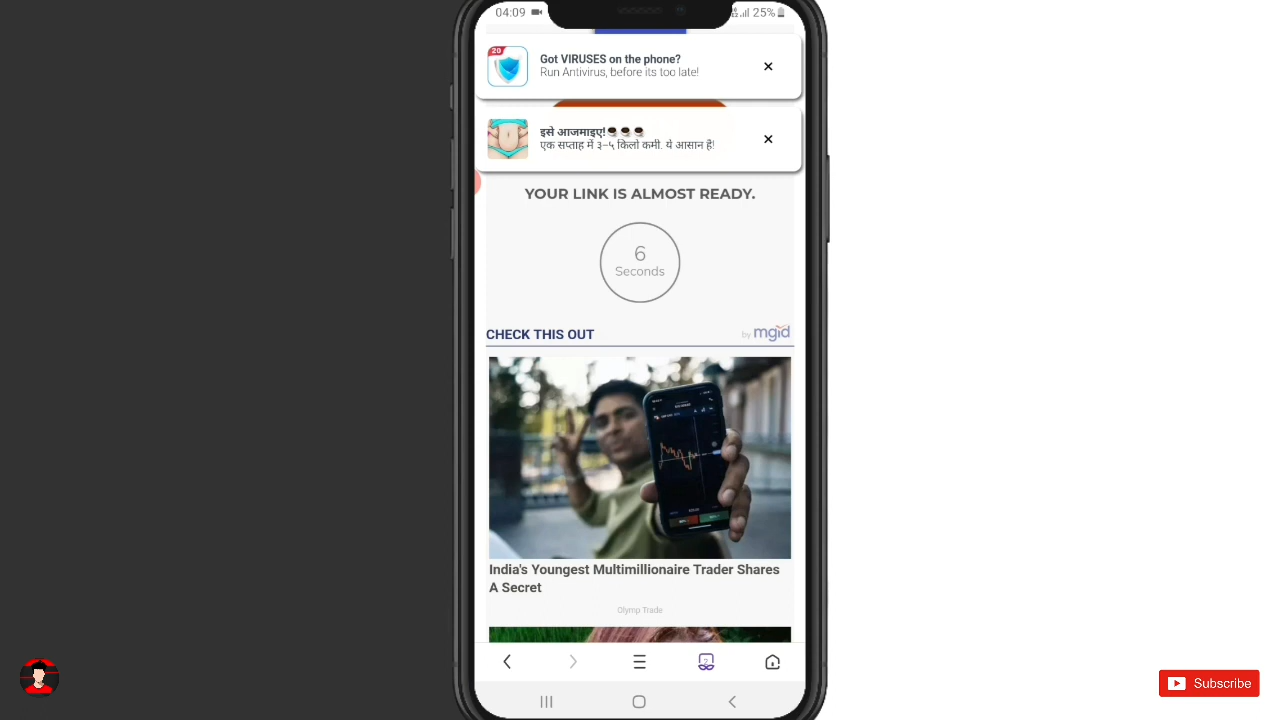 04:09
25%
20
Got VIRUSES on the phone?
Run Antivirus, before its too late!
इसे आजमाइए!
एक सप्ताह में ३–५ किलो कमी. ये आसान है!
YOUR LINK IS ALMOST READY.
6
Seconds
CHECK THIS OUT
by mgid
India's Youngest Multimillionaire Trader Shares
A Secret
Olymp Trade
2
Subscribe